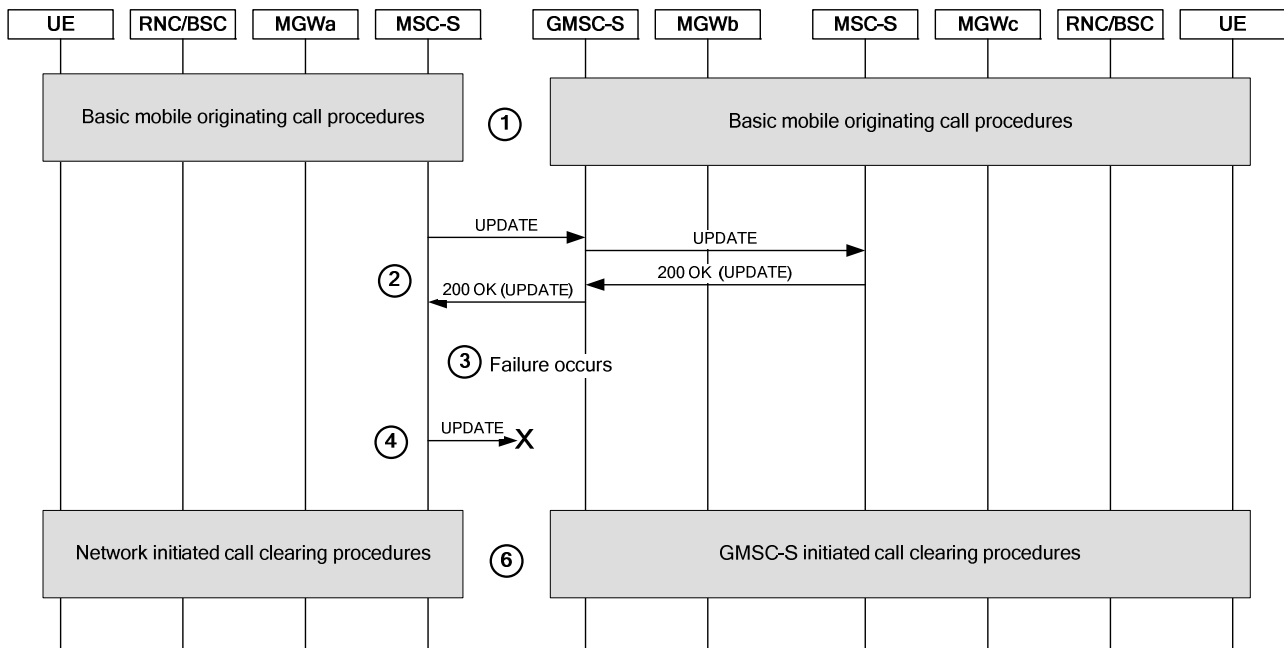 UE
RNC/BSC
MGWa
MSC-S
GMSC-S
MGWb
MSC-S
MGWc
RNC/BSC
UE
Basic mobile originating call procedures
1
Basic mobile originating call procedures
UPDATE
UPDATE
2
200 OK (UPDATE)
200 OK (UPDATE)
3
Failure occurs
4
UPDATE
X
Network initiated call clearing procedures
6
GMSC-S initiated call clearing procedures